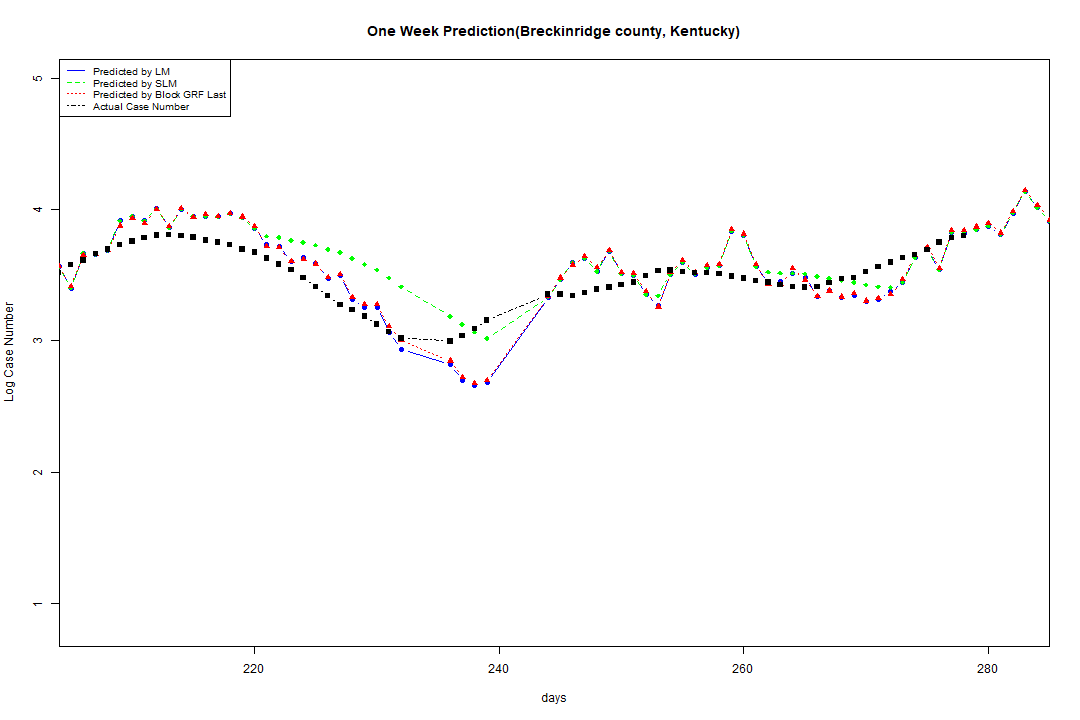 One Week Prediction(Breckinridge county, Kentucky)
Predicted by LM
Predicted by SLM
Predicted by Block GRF Last
Actual Case Number
5
4
3
2
1
Log Case Number
220 240 260 280
days